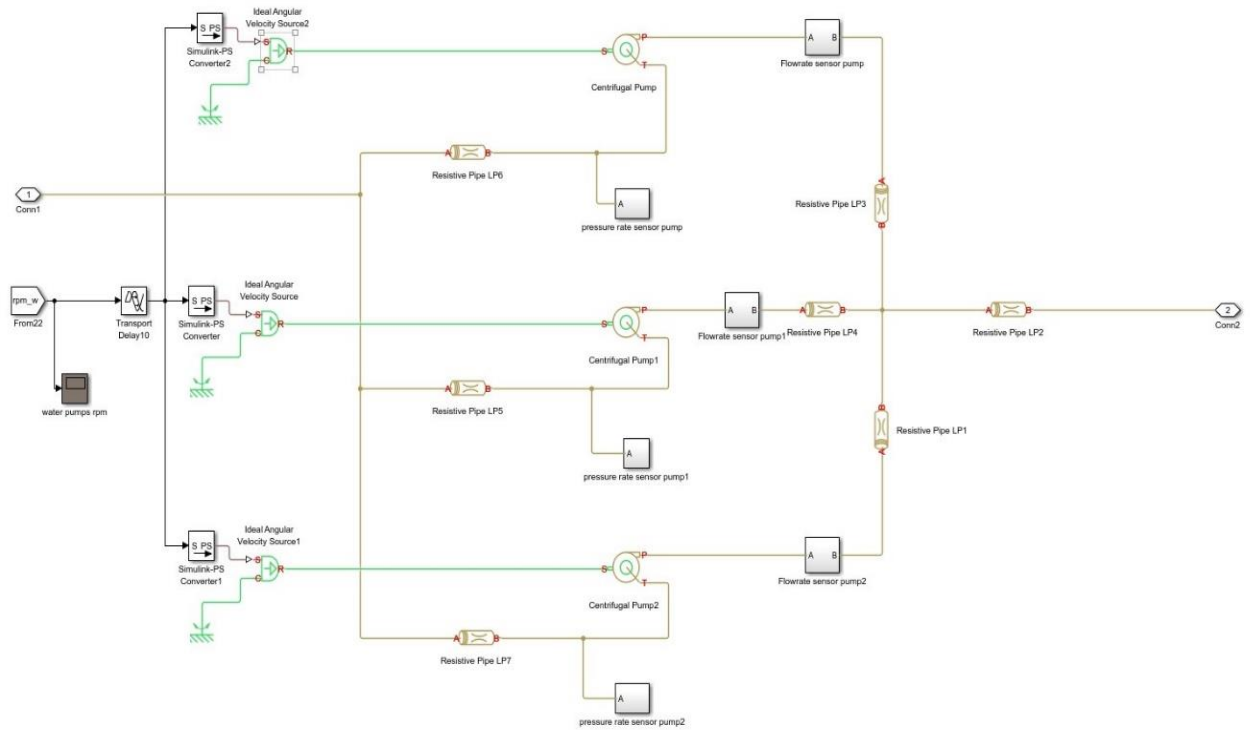 Ideal Angular
Velocity Source2
S PS
Simulink-PS
Converter2
S
R
C
S
P
T
Centrifugal Pump
A B
Flowrate sensor pump
A
B
Resistive Pipe LP6
A
pressure rate sensor pump
1
Conn1
A
B
Resistive Pipe LP3
rpm_w
From22
Transport
Delay10
Ideal Angular
Velocity Source
S PS
Simulink-PS
Converter
S
R
C
S
P
T
Centrifugal Pump1
A B
Flowrate sensor pump1
A
B
Resistive Pipe LP4
A
B
Resistive Pipe LP2
2
Conn2
water pumps rpm
A
B
Resistive Pipe LP5
A
pressure rate sensor pump1
B
A
Resistive Pipe LP1
Ideal Angular
Velocity Source1
S PS
Simulink-PS
Converter1
S
R
C
S
P
T
Centrifugal Pump2
A B
Flowrate sensor pump2
A
B
Resistive Pipe LP7
A
pressure rate sensor pump2